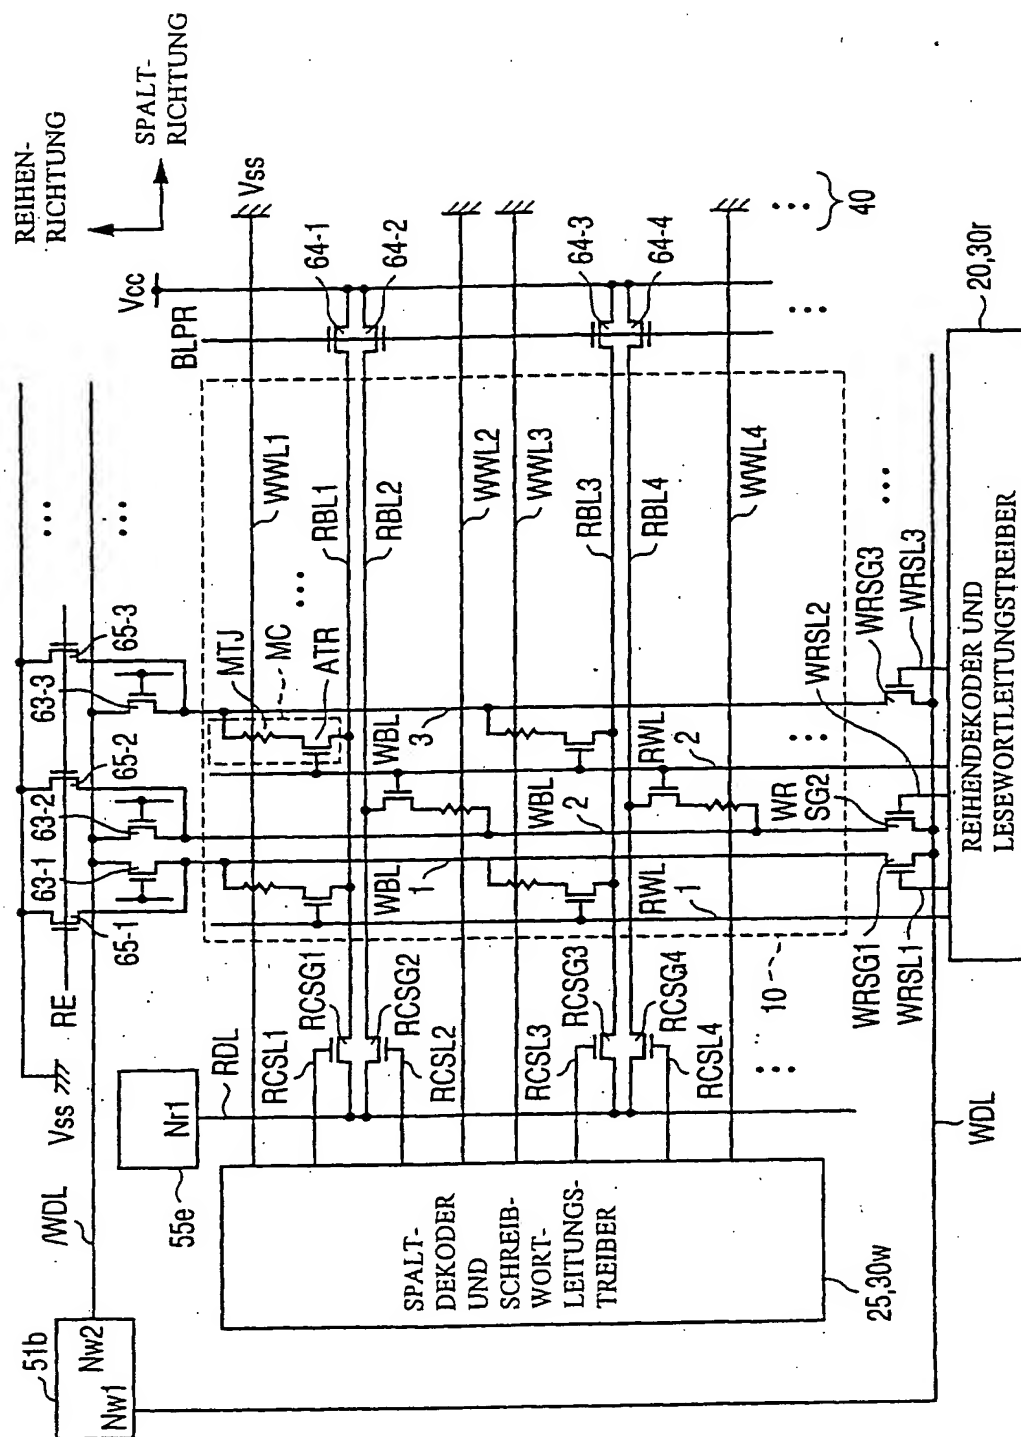 REIHEN-
RICHTUNG
SPALT-
RICHTUNG
51b
Nw2
Nw1
/WDL
Vss
RE
65-1
63-1
63-2
65-2
63-3
65-3
...
...
Vcc
BLPR
Vss
64-1
64-2
64-3
64-4
...
...
40
55e
Nr1
RDL
RCSL1
RCSG1
RCSG2
RCSL2
RCSL3
RCSG3
RCSG4
RCSL4
...
WWL1
RBL1
RBL2
WWL2
WWL3
RBL3
RBL4
WWL4
MTJ
MC
ATR
...
WBL
1
WBL
2
WBL
3
RWL
1
RWL
2
...
...
10
SPALT-
DEKODER
UND
SCHREIB
WORT-
LEITUNGS-
TREIBER
25,30w
WRSG1
WRSL1
WR
SG2
WRSL2
WRSG3
WRSL3
WDL
REIHENDEKODER UND
LESEWORTLEITUNGSTREIBER
20,30r